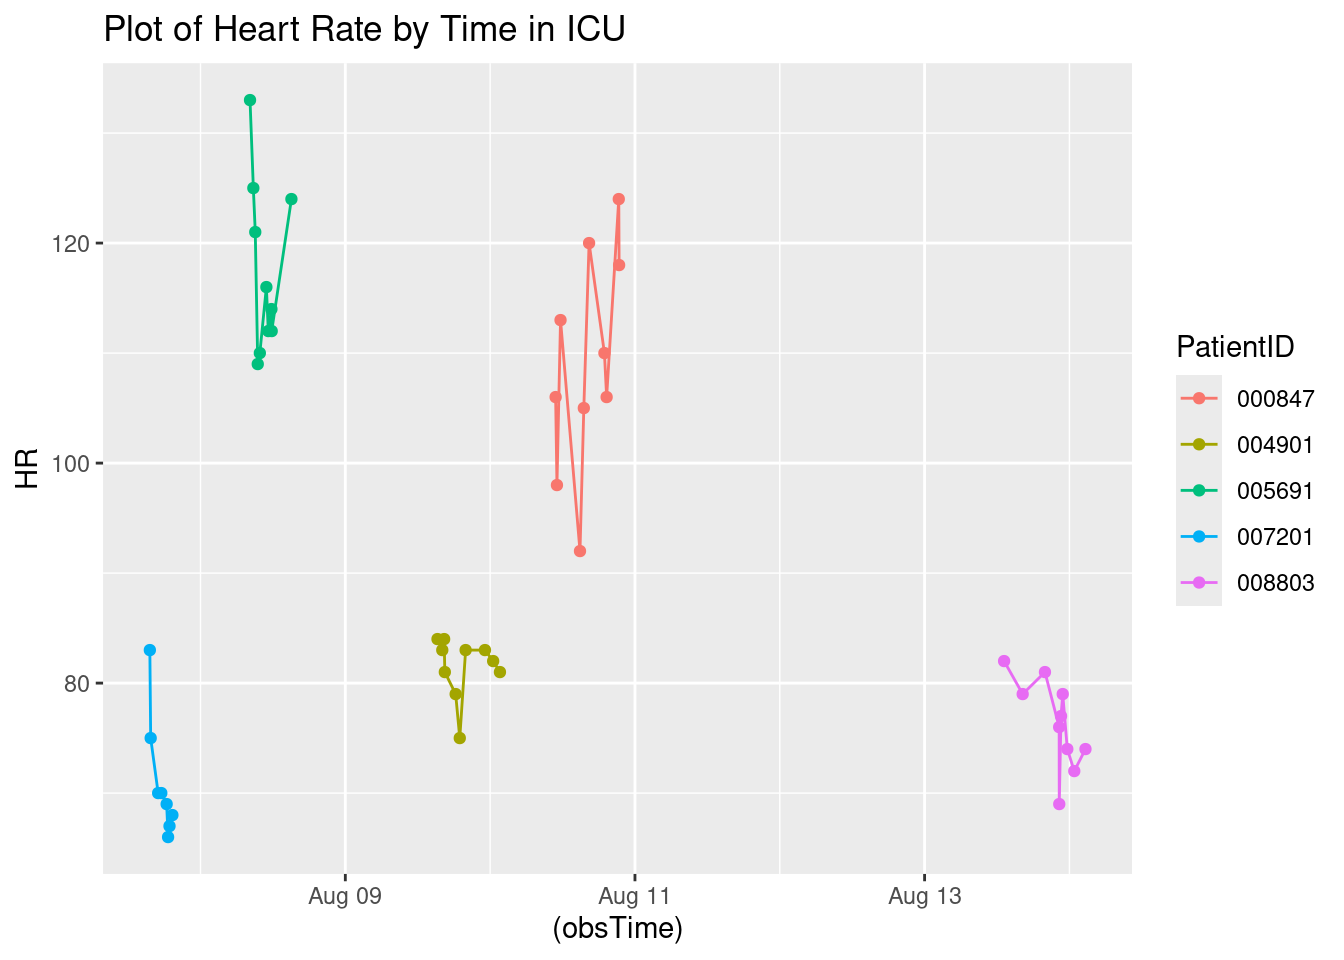 Plot of Heart Rate by Time in ICU
120
100
80
HR
Aug 09
Aug 11
Aug 13
(obsTime)
PatientID
000847
004901
005691
007201
008803